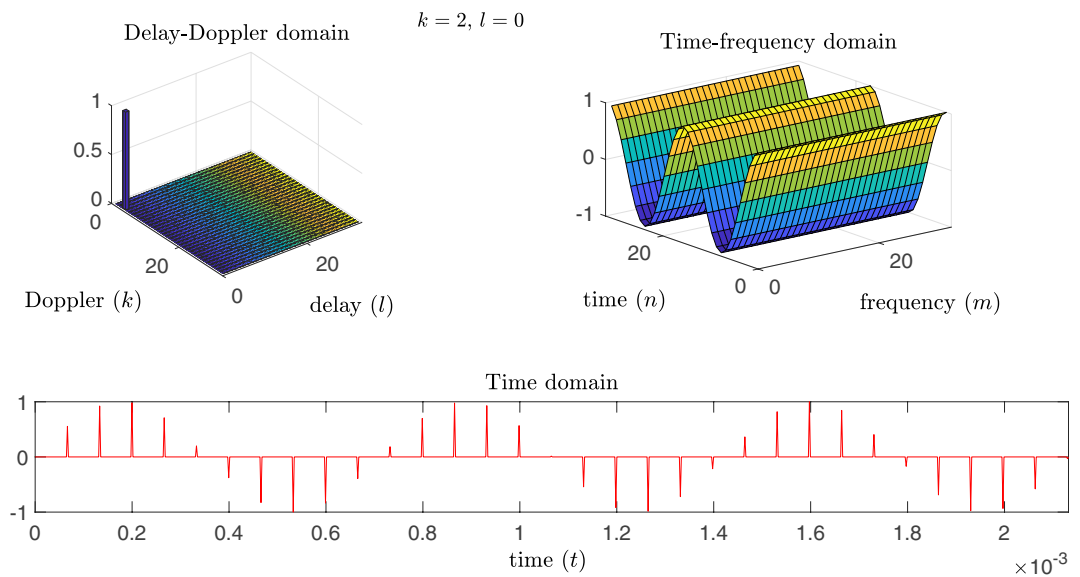 k = 2, l = 0
Delay-Doppler domain
Time-frequency domain
1
0.5
0
0
20
Doppler (k)
0
20
delay (l)
1
0
-1
20
0
time (n)
0
20
frequency (m)
Time domain
1
0
-1
0 0.2 0.4 0.6 0.8 1 1.2 1.4 1.6 1.8 2
time (t)
×10⁻³